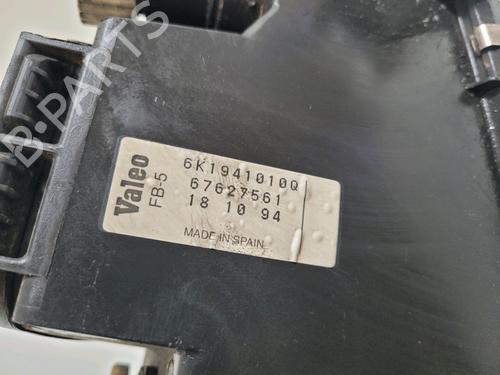 Valeo
FB-5
6K1941010Q
67627561
18 10 94
MADE IN SPAIN
B-PARTS